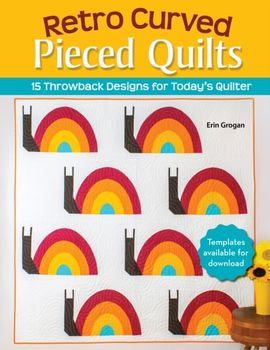 Retro Curved
Pieced Quilts
15 Throwback Designs for Today's Quilter
Erin Grogan
Templates
available for
download